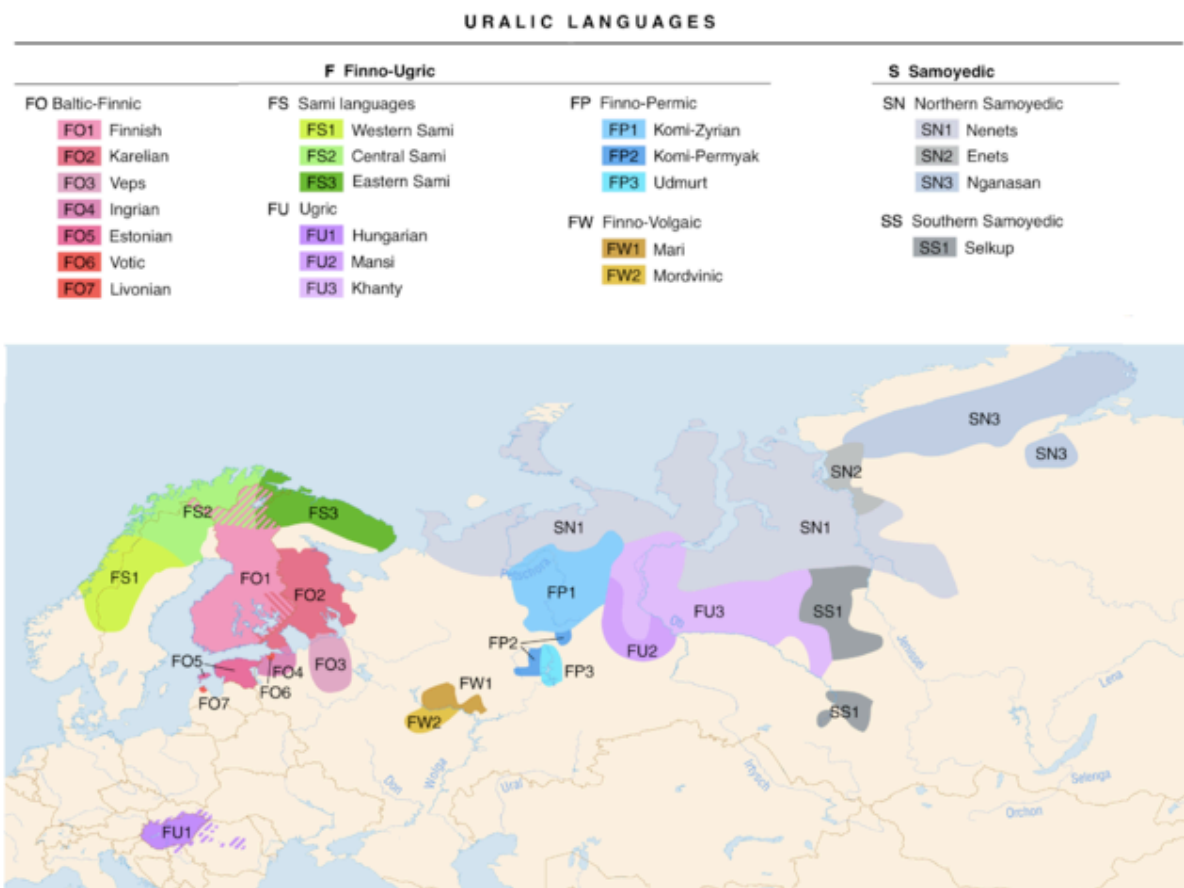 URALIC LANGUAGES
F Finno-Ugric
S Samoyedic
FO Baltic-Finnic
FO1 Finnish
FO2 Karelian
FO3 Veps
FO4 Ingrian
FO5 Estonian
FO6 Votic
FO7 Livonian
FS Sami languages
FS1 Western Sami
FS2 Central Sami
FS3 Eastern Sami
FU Ugric
FU1 Hungarian
FU2 Mansi
FU3 Khanty
FP Finno-Permic
FP1 Komi-Zyrian
FP2 Komi-Permyak
FP3 Udmurt
FW Finno-Volgaic
FW1 Mari
FW2 Mordvinic
SN Northern Samoyedic
SN1 Nenets
SN2 Enets
SN3 Nganasan
SS Southern Samoyedic
SS1 Selkup
SN3
SN3
SN2
FS2
FS3
SN1
SN1
FS1
FO1
FO2
Petschora
FP1
FU3
SS1
Ob
FP2
FU2
Jenissei
FO5
FO4
FO3
FP3
FO6
FO7
FW1
Lena
FW2
SS1
Don
Wolga
Ural
Irtysch
Selenga
Orchon
FU1